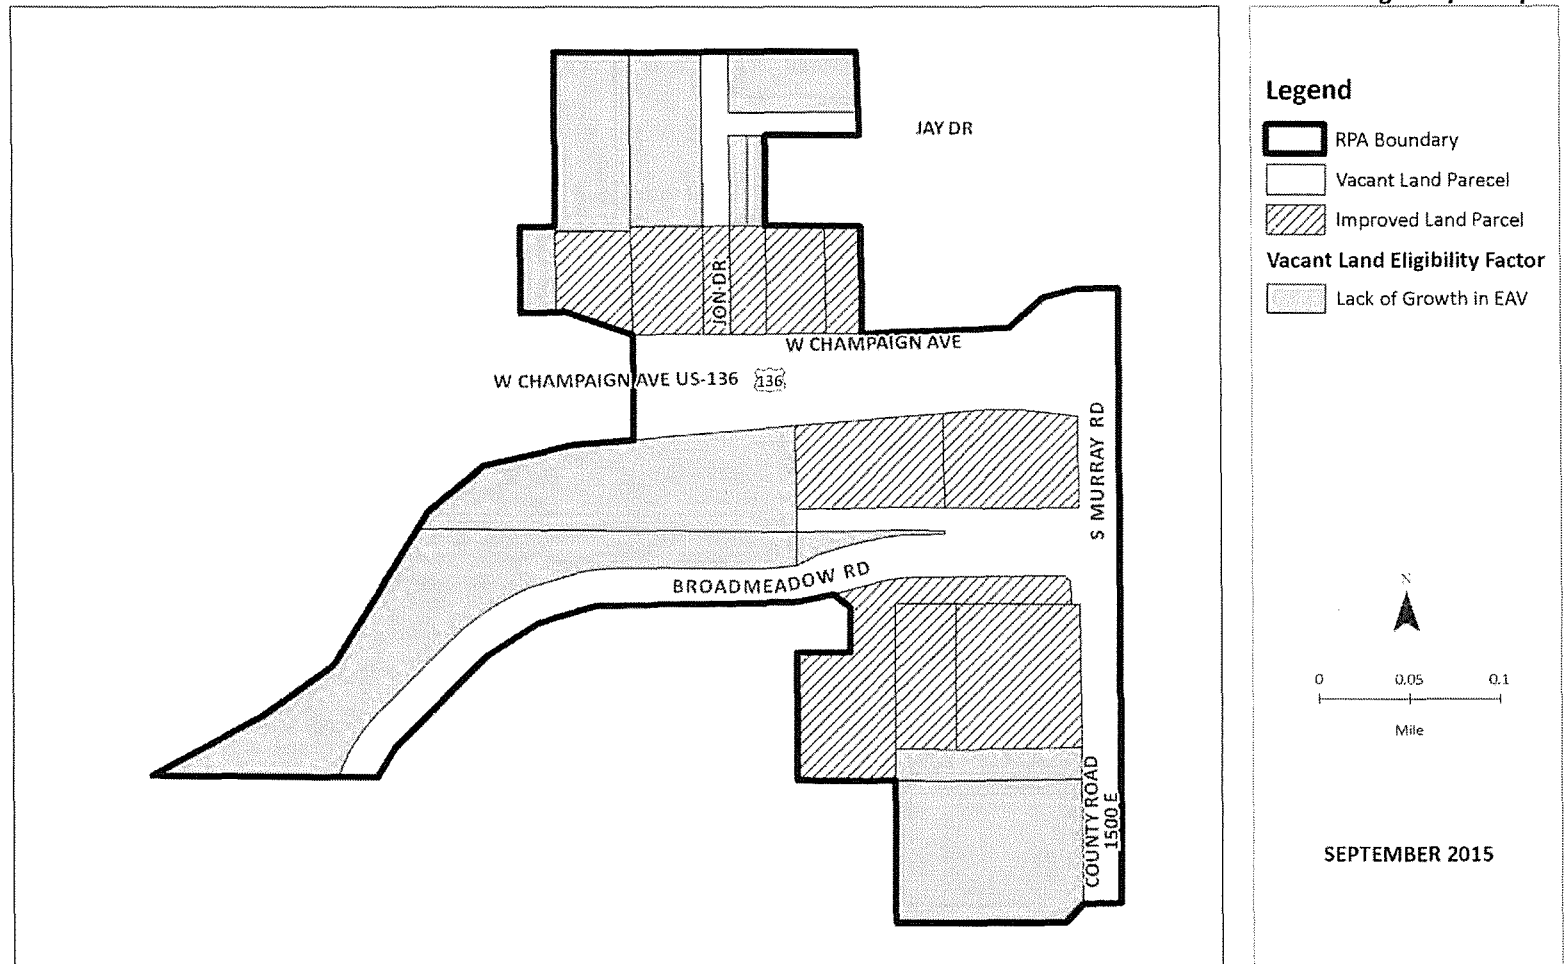 JAY DR
JON-DR
W CHAMPAIGN AVE
W CHAMPAIGN AVE US-136 136
S MURRAY RD
BROADMEADOW RD
COUNTY ROAD
1500 E
Legend
RPA Boundary
Vacant Land Parecel
Improved Land Parcel
Vacant Land Eligibility Factor
Lack of Growth in EAV
N
0 0.05 0.1
Mile
SEPTEMBER 2015